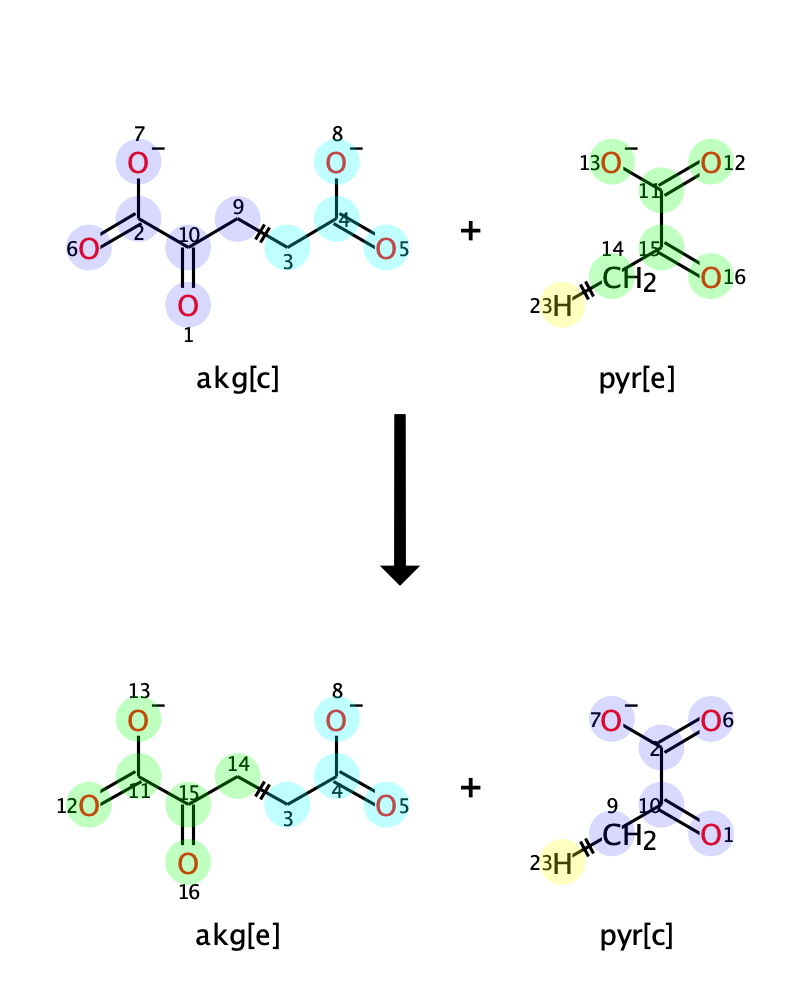 7 8
O− O− 13 O− O 12
9 11
10 4
6 O 2 3 O 5 + 14 15
CH2 O 16
O 23 H
1
akg[c] pyr[e]
13 8
O− O− 7 O− O 6
14 2
15 4
12 O 11 3 O 5 + 9 10
CH2 O 1
O 23 H
16
akg[e] pyr[c]